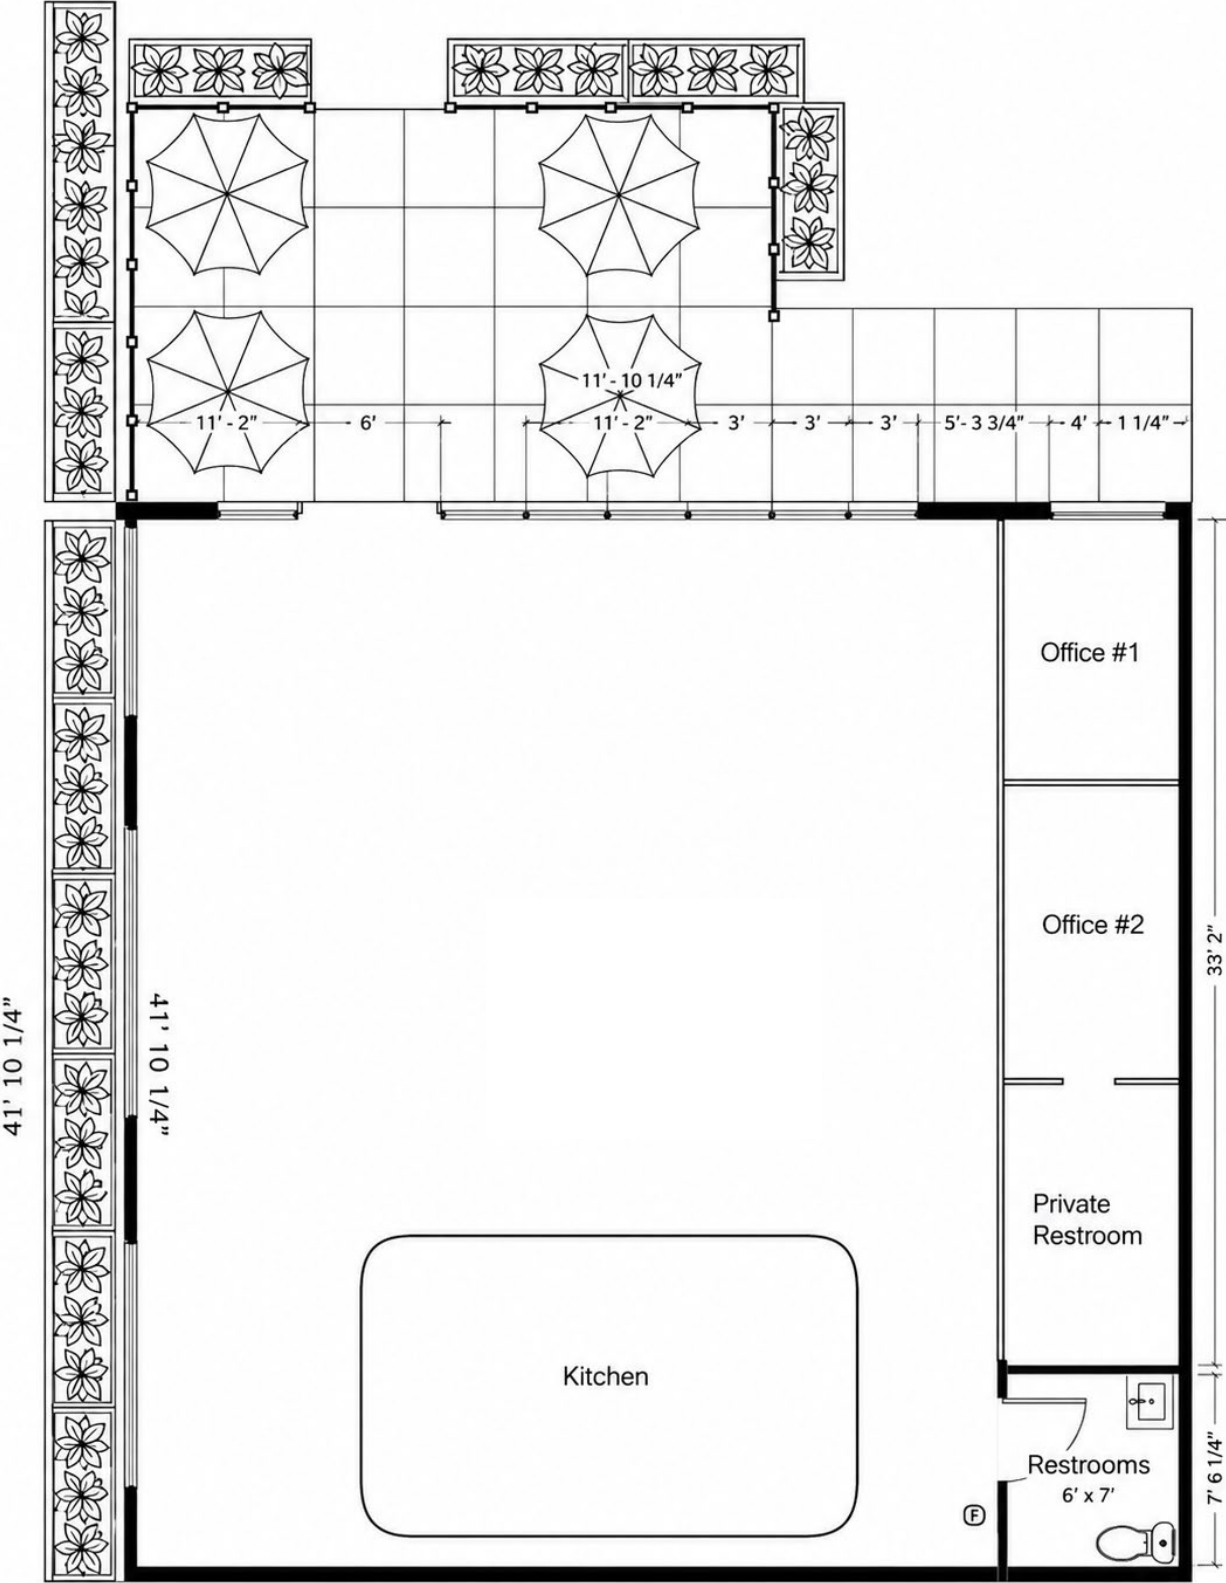 11' - 10 1/4"
11' - 2"
6'
11' - 2"
3'
3'
3'
5'- 3 3/4"
4'
1 1/4"
Office #1
Office #2
33' 2"
41' 10 1/4"
41' 10 1/4"
Private
Restroom
Kitchen
Restrooms
6' x 7'
7' 6 1/4"
F